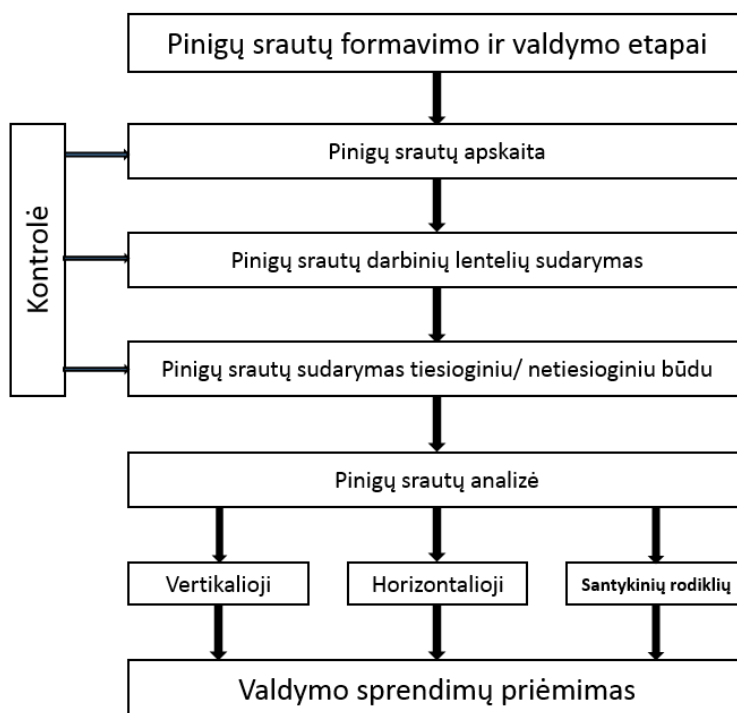 Pinigų srautų formavimo ir valdymo etapai
Kontrolė
Pinigų srautų apskaita
Pinigų srautų darbinių lentelių sudarymas
Pinigų srautų sudarymas tiesioginiu/ netiesioginiu būdu
Pinigų srautų analizė
Vertikalioji
Horizontalioji
Santykinių rodiklių
Valdymo sprendimų priėmimas